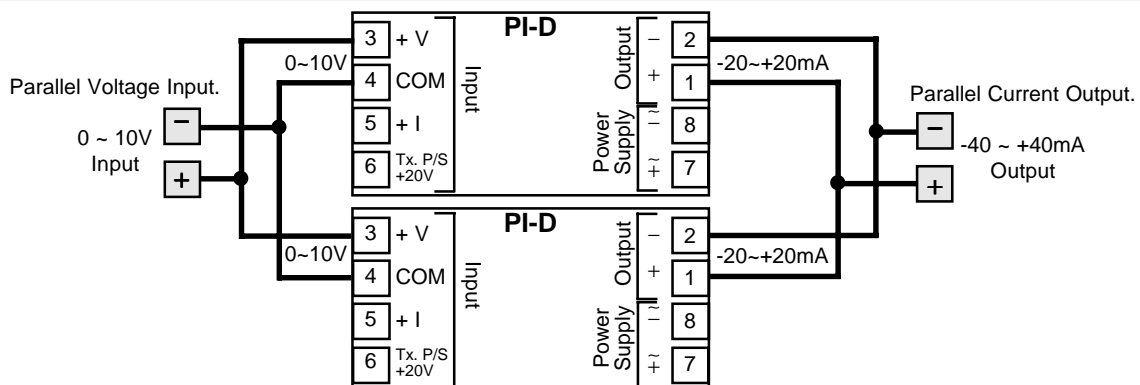 PI-D
3 + V
0~10V
4 COM
5 + I
6 Tx. P/S
+20V
Input
Output
− 2
-20~+20mA
+ 1
Power
Supply
~
− 8
~
+ 7
Parallel Voltage Input.
−
0 ~ 10V
Input
+
Parallel Current Output.
−
-40 ~ +40mA
Output
+
PI-D
3 + V
0~10V
4 COM
5 + I
6 Tx. P/S
+20V
Input
Output
− 2
-20~+20mA
+ 1
Power
Supply
~
− 8
~
+ 7